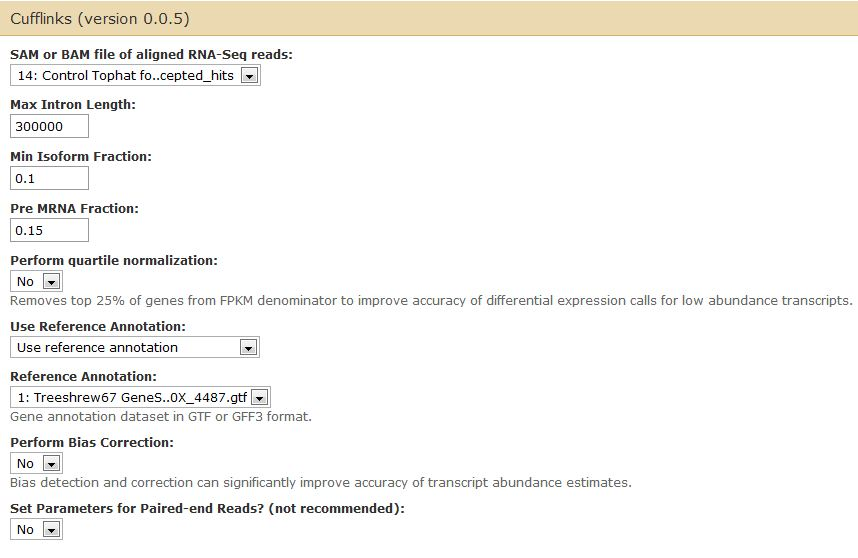 Cufflinks (version 0.0.5)
SAM or BAM file of aligned RNA-Seq reads:
14: Control Tophat fo..cepted_hits
Max Intron Length:
300000
Min Isoform Fraction:
0.1
Pre MRNA Fraction:
0.15
Perform quartile normalization:
No
Removes top 25% of genes from FPKM denominator to improve accuracy of differential expression calls for low abundance transcripts.
Use Reference Annotation:
Use reference annotation
Reference Annotation:
1: Treeshrew67 GeneS..0X_4487.gtf
Gene annotation dataset in GTF or GFF3 format.
Perform Bias Correction:
No
Bias detection and correction can significantly improve accuracy of transcript abundance estimates.
Set Parameters for Paired-end Reads? (not recommended):
No